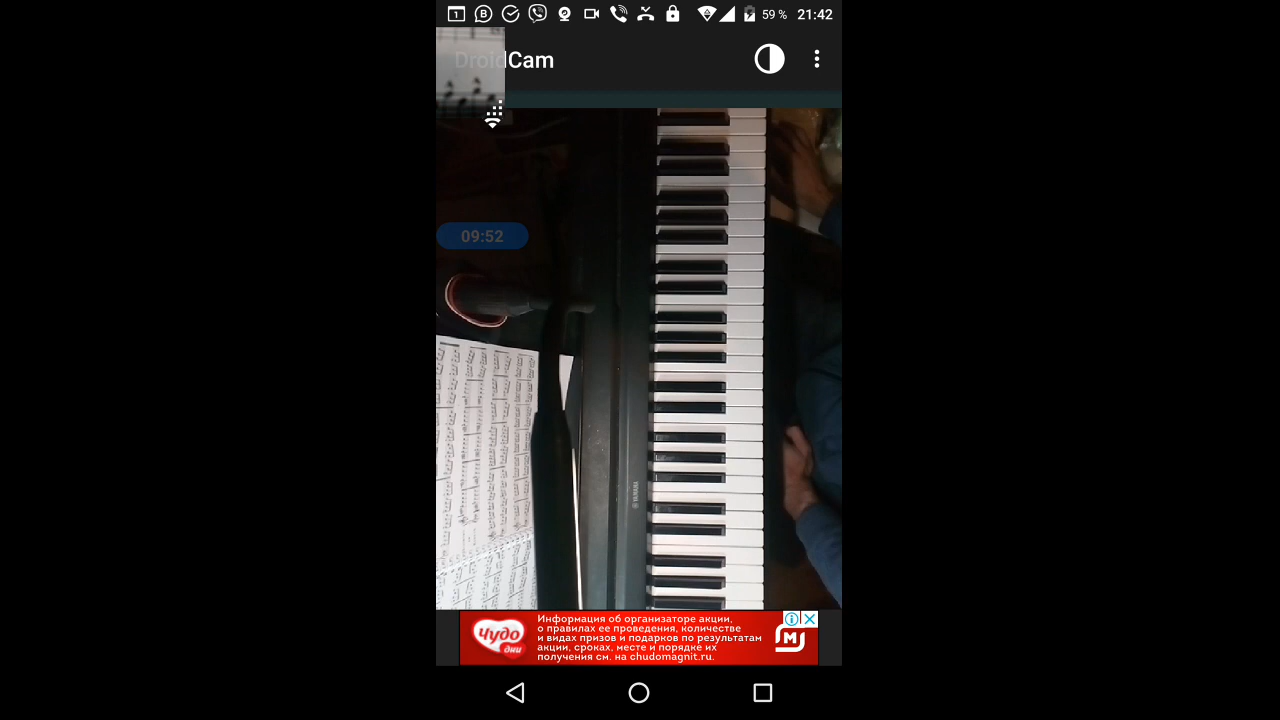 1
B
59 %
21:42
DroidCam
09:52
YAMAHA
Чудо
дни
Информация об организаторе акции,
о правилах ее проведения, количестве
и видах призов и подарков по результатам
акции, сроках, месте и порядке их
получения см. на chudomagnit.ru.
М